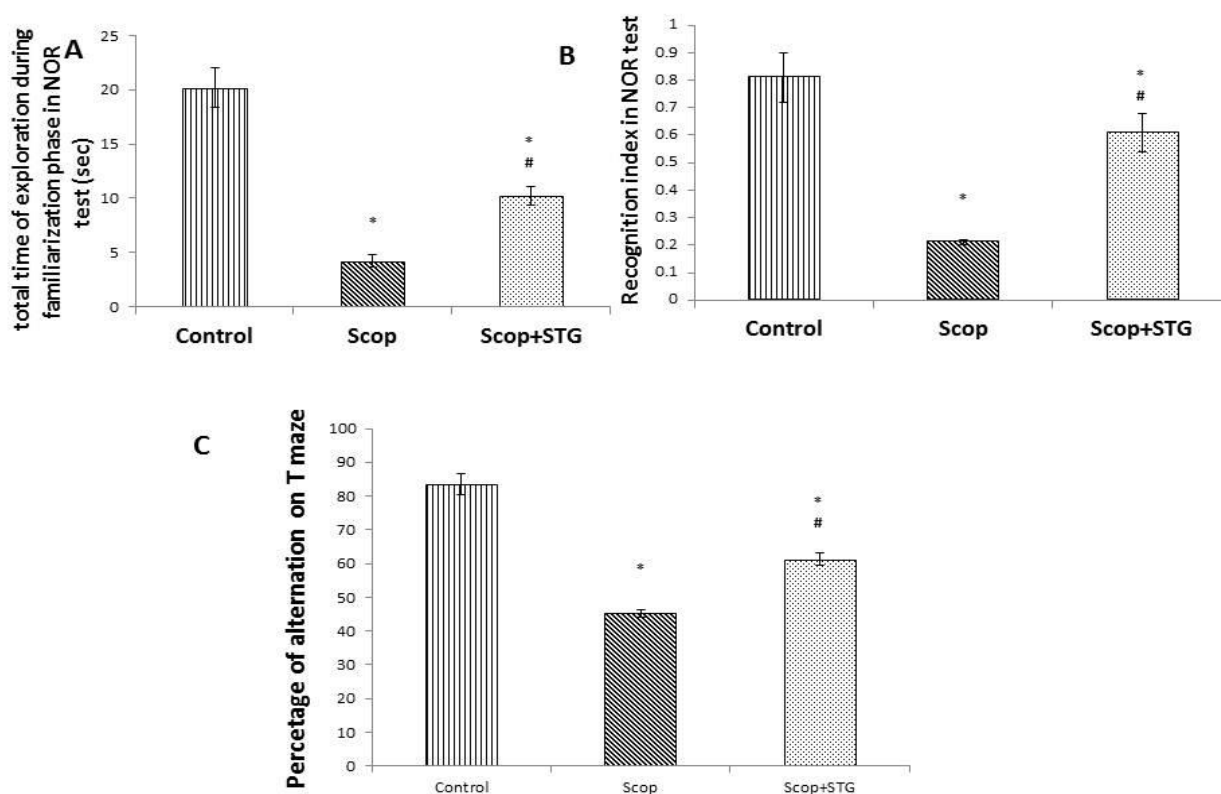 A
total time of exploration during
familiarization phase in NOR
test (sec)
25
20
15
10
5
0
*
*
#
Control
Scop
Scop+STG
B
Recognition index in NOR test
1
0.9
0.8
0.7
0.6
0.5
0.4
0.3
0.2
0.1
0
*
*
#
Control
Scop
Scop+STG
C
Percetage of alternation on T maze
100
90
80
70
60
50
40
30
20
10
0
*
*
#
Control
Scop
Scop+STG